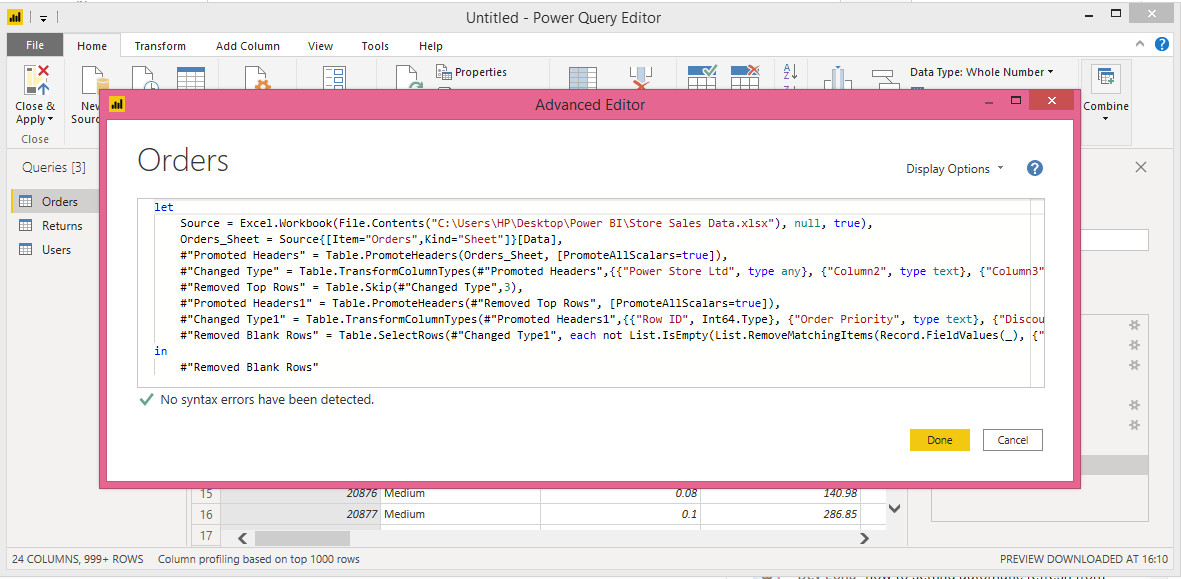 Untitled - Power Query Editor
File Home Transform Add Column View Tools Help
Close & Apply
New
Properties
Data Type: Whole Number
Combine
Close
Advanced Editor
Queries [3]
Orders
Returns
Users
Orders
Display Options
let
Source = Excel.Workbook(File.Contents("C:\Users\HP\Desktop\Power BI\Store Sales Data.xlsx"), null, true),
Orders_Sheet = Source{[Item="Orders",Kind="Sheet"]}[Data],
#"Promoted Headers" = Table.PromoteHeaders(Orders_Sheet, [PromoteAllScalars=true]),
#"Changed Type" = Table.TransformColumnTypes(#"Promoted Headers",{{"Power Store Ltd", type any}, {"Column2", type text}, {"Column3"
#"Removed Top Rows" = Table.Skip(#"Changed Type",3),
#"Promoted Headers1" = Table.PromoteHeaders(#"Removed Top Rows", [PromoteAllScalars=true]),
#"Changed Type1" = Table.TransformColumnTypes(#"Promoted Headers1",{{"Row ID", Int64.Type}, {"Order Priority", type text}, {"Discou
#"Removed Blank Rows" = Table.SelectRows(#"Changed Type1", each not List.IsEmpty(List.RemoveMatchingItems(Record.FieldValues(_), {"
in
#"Removed Blank Rows"
No syntax errors have been detected.
Done Cancel
15 20876 Medium 0.08 140.98
16 20877 Medium 0.1 286.85
17
24 COLUMNS, 999+ ROWS Column profiling based on top 1000 rows PREVIEW DOWNLOADED AT 16:10